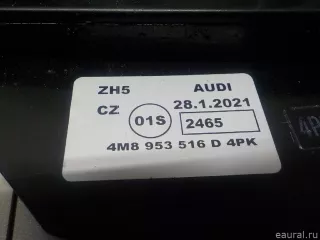 ZH5 AUDI
CZ 01S 28.1.2021
2465
4M8 953 516 D 4PK
4P
eaural.ru